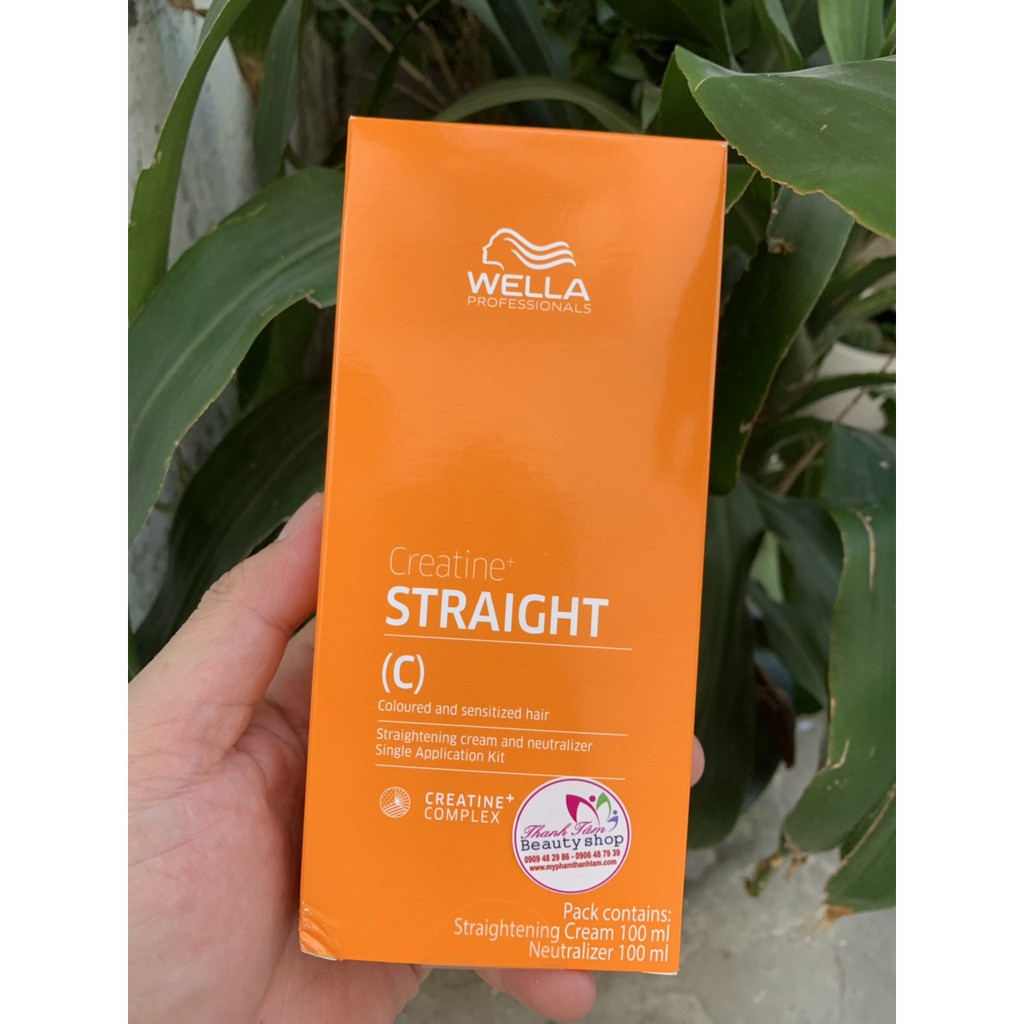 WELLA
PROFESSIONALS
Creatine+
STRAIGHT
(C)
Coloured and sensitized hair
Straightening cream and neutralizer
Single Application Kit
CREATINE+
COMPLEX
Thanh Tâm
Beauty shop
0909 48 29 86 - 0906 48 79 39
www.myphamthanhtam.com
Pack contains:
Straightening Cream 100 ml
Neutralizer 100 ml